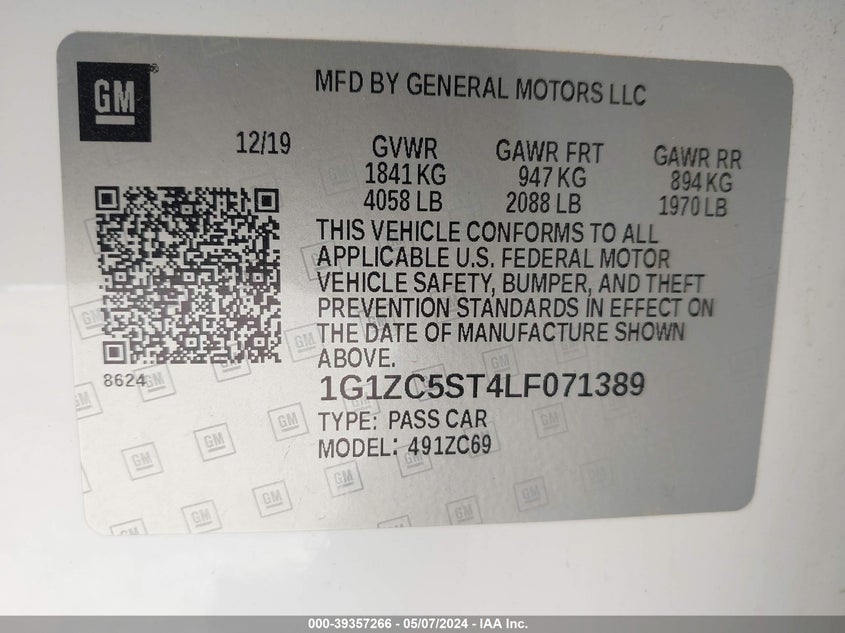 GM
MFD BY GENERAL MOTORS LLC
12/19 GVWR GAWR FRT GAWR RR
1841 KG 947 KG 894 KG
4058 LB 2088 LB 1970 LB
THIS VEHICLE CONFORMS TO ALL
APPLICABLE U.S. FEDERAL MOTOR
VEHICLE SAFETY, BUMPER, AND THEFT
PREVENTION STANDARDS IN EFFECT ON
THE DATE OF MANUFACTURE SHOWN
ABOVE.
8624
1G1ZC5ST4LF071389
TYPE: PASS CAR
MODEL: 491ZC69
000-39357266 - 05/07/2024 - IAA Inc.